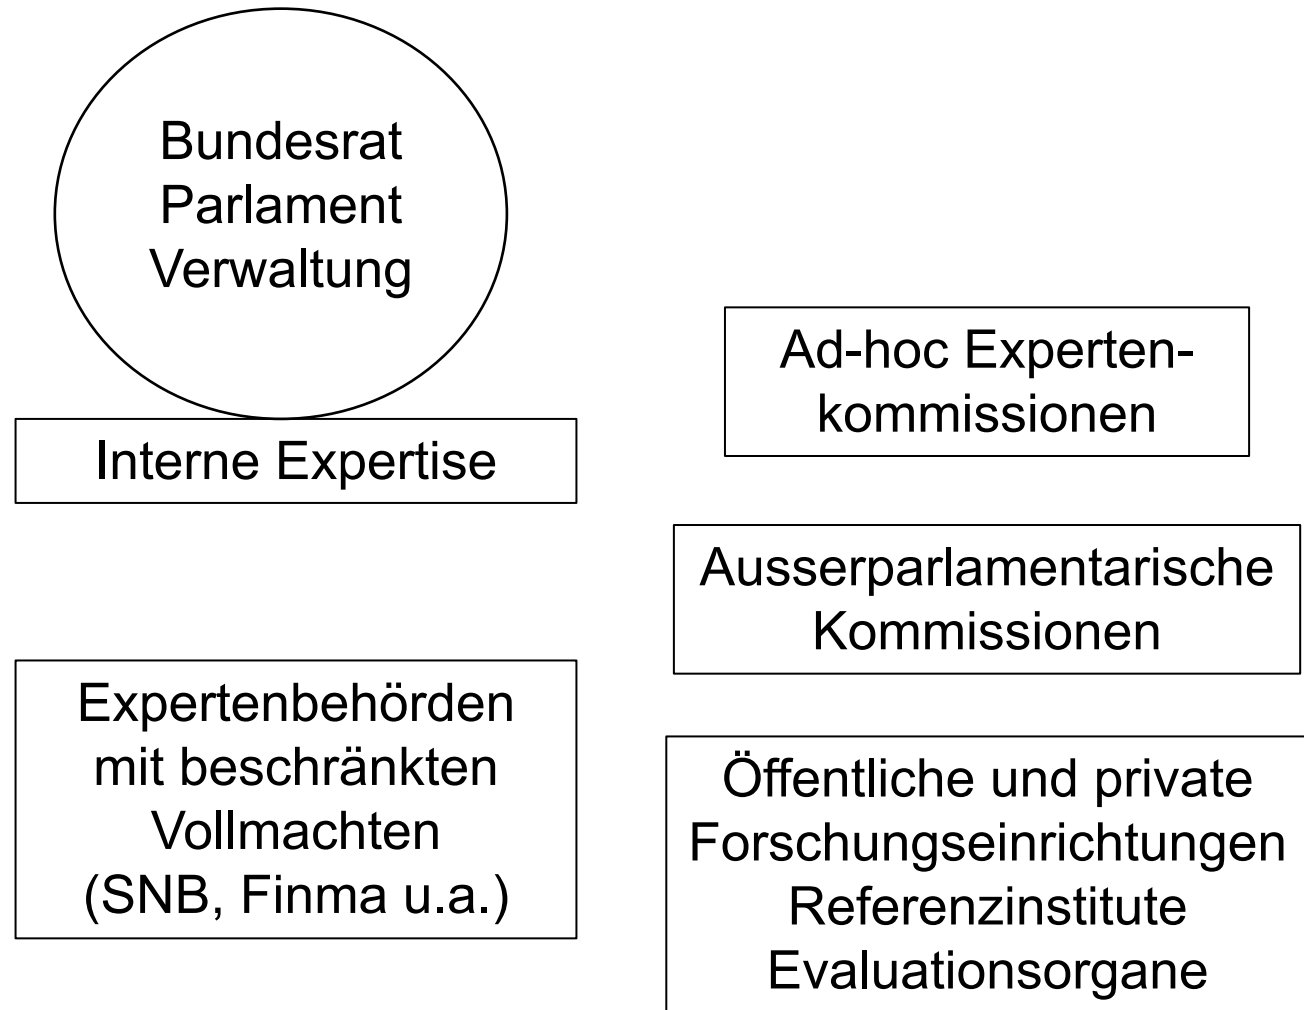 Bundesrat
Parlament
Verwaltung
Interne Expertise
Expertenbehörden
mit beschränkten
Vollmachten
(SNB, Finma u.a.)
Ad-hoc Experten-
kommissionen
Ausserparlamentarische
Kommissionen
Öffentliche und private
Forschungseinrichtungen
Referenzinstitute
Evaluationsorgane